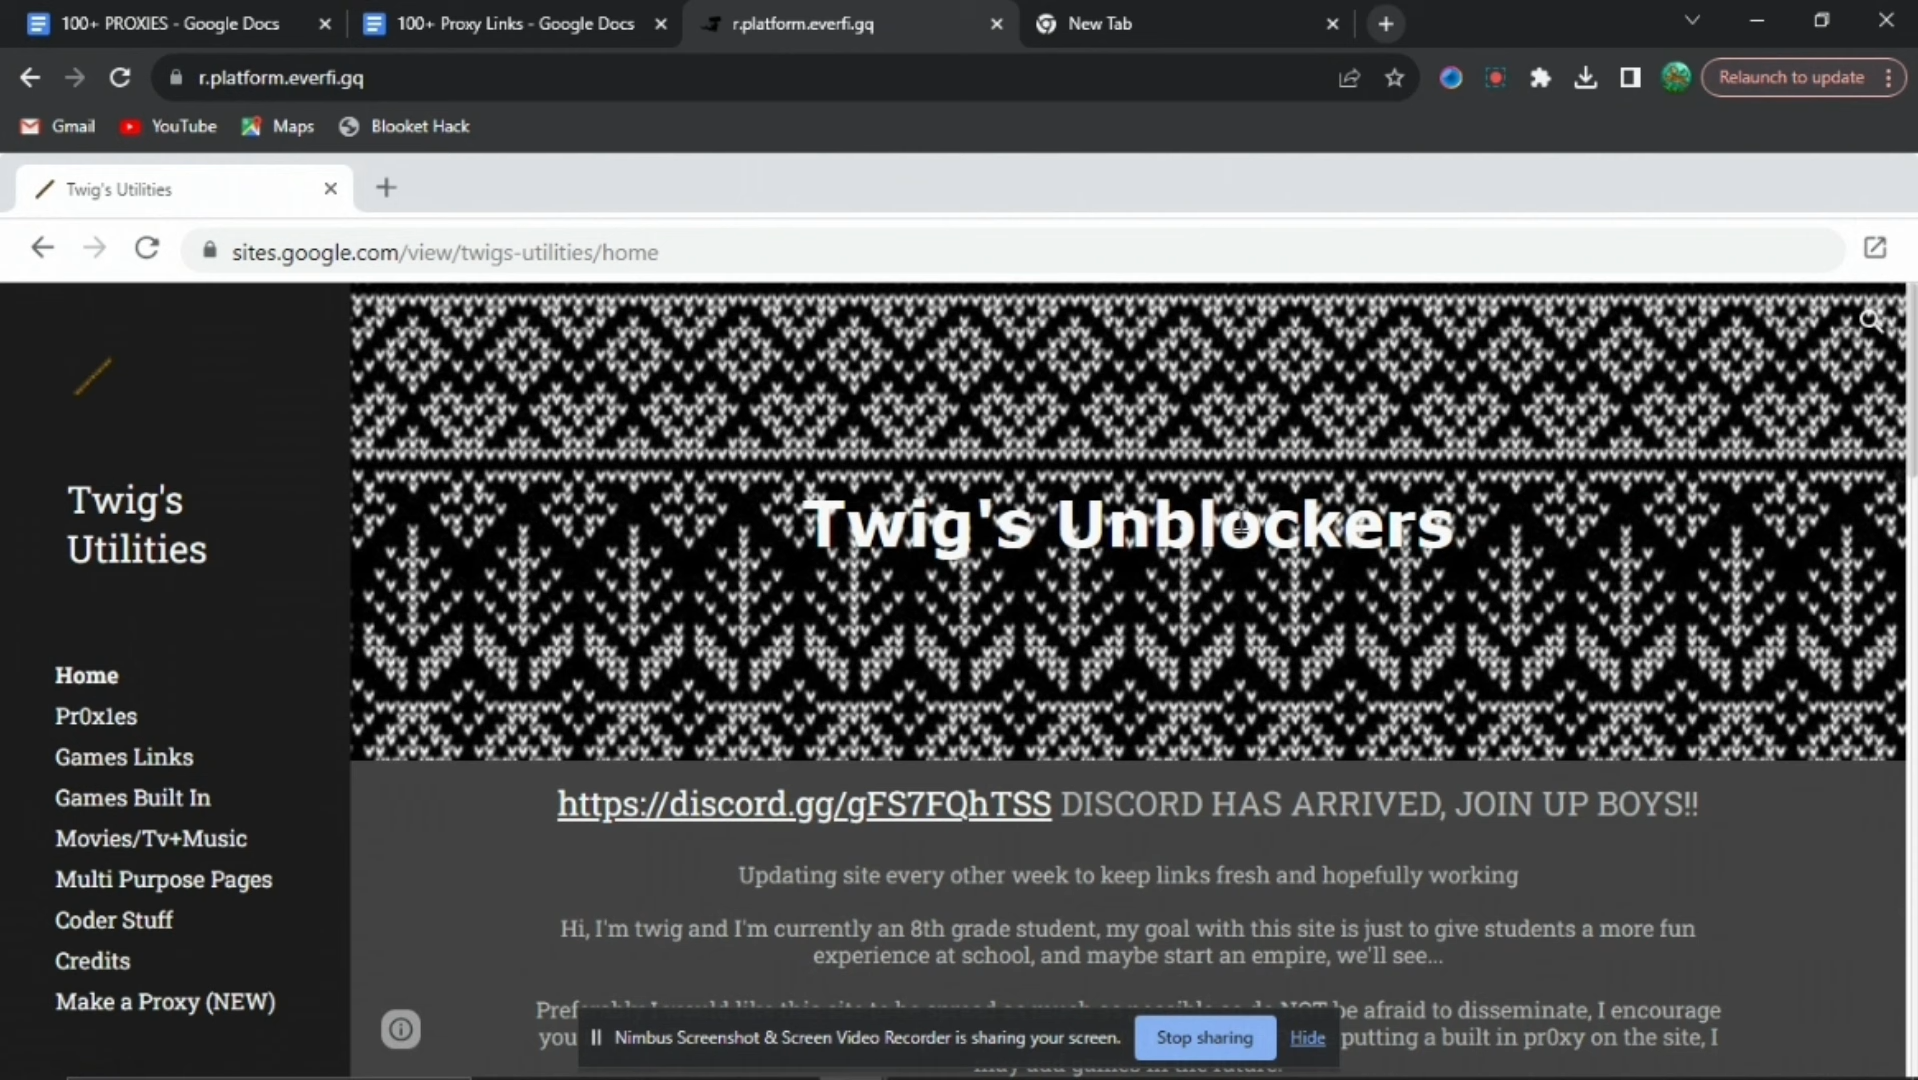 100+ PROXIES - Google Docs
100+ Proxy Links - Google Docs
r.platform.everfi.gq
New Tab
r.platform.everfi.gq
Relaunch to update
Gmail
YouTube
Maps
Blooket Hack
Twig's Utilities
sites.google.com/view/twigs-utilities/home
Twig's
Utilities
Home
Pr0x1es
Games Links
Games Built In
Movies/Tv+Music
Multi Purpose Pages
Coder Stuff
Credits
Make a Proxy (NEW)
Twig's Unblockers
https://discord.gg/gFS7FQhTSS DISCORD HAS ARRIVED, JOIN UP BOYS!!
Updating site every other week to keep links fresh and hopefully working
Hi, I'm twig and I'm currently an 8th grade student, my goal with this site is just to give students a more fun
experience at school, and maybe start an empire, we'll see...
be afraid to disseminate, I encourage
you
putting a built in pr0xy on the site, I
Nimbus Screenshot & Screen Video Recorder is sharing your screen.
Stop sharing
Hide